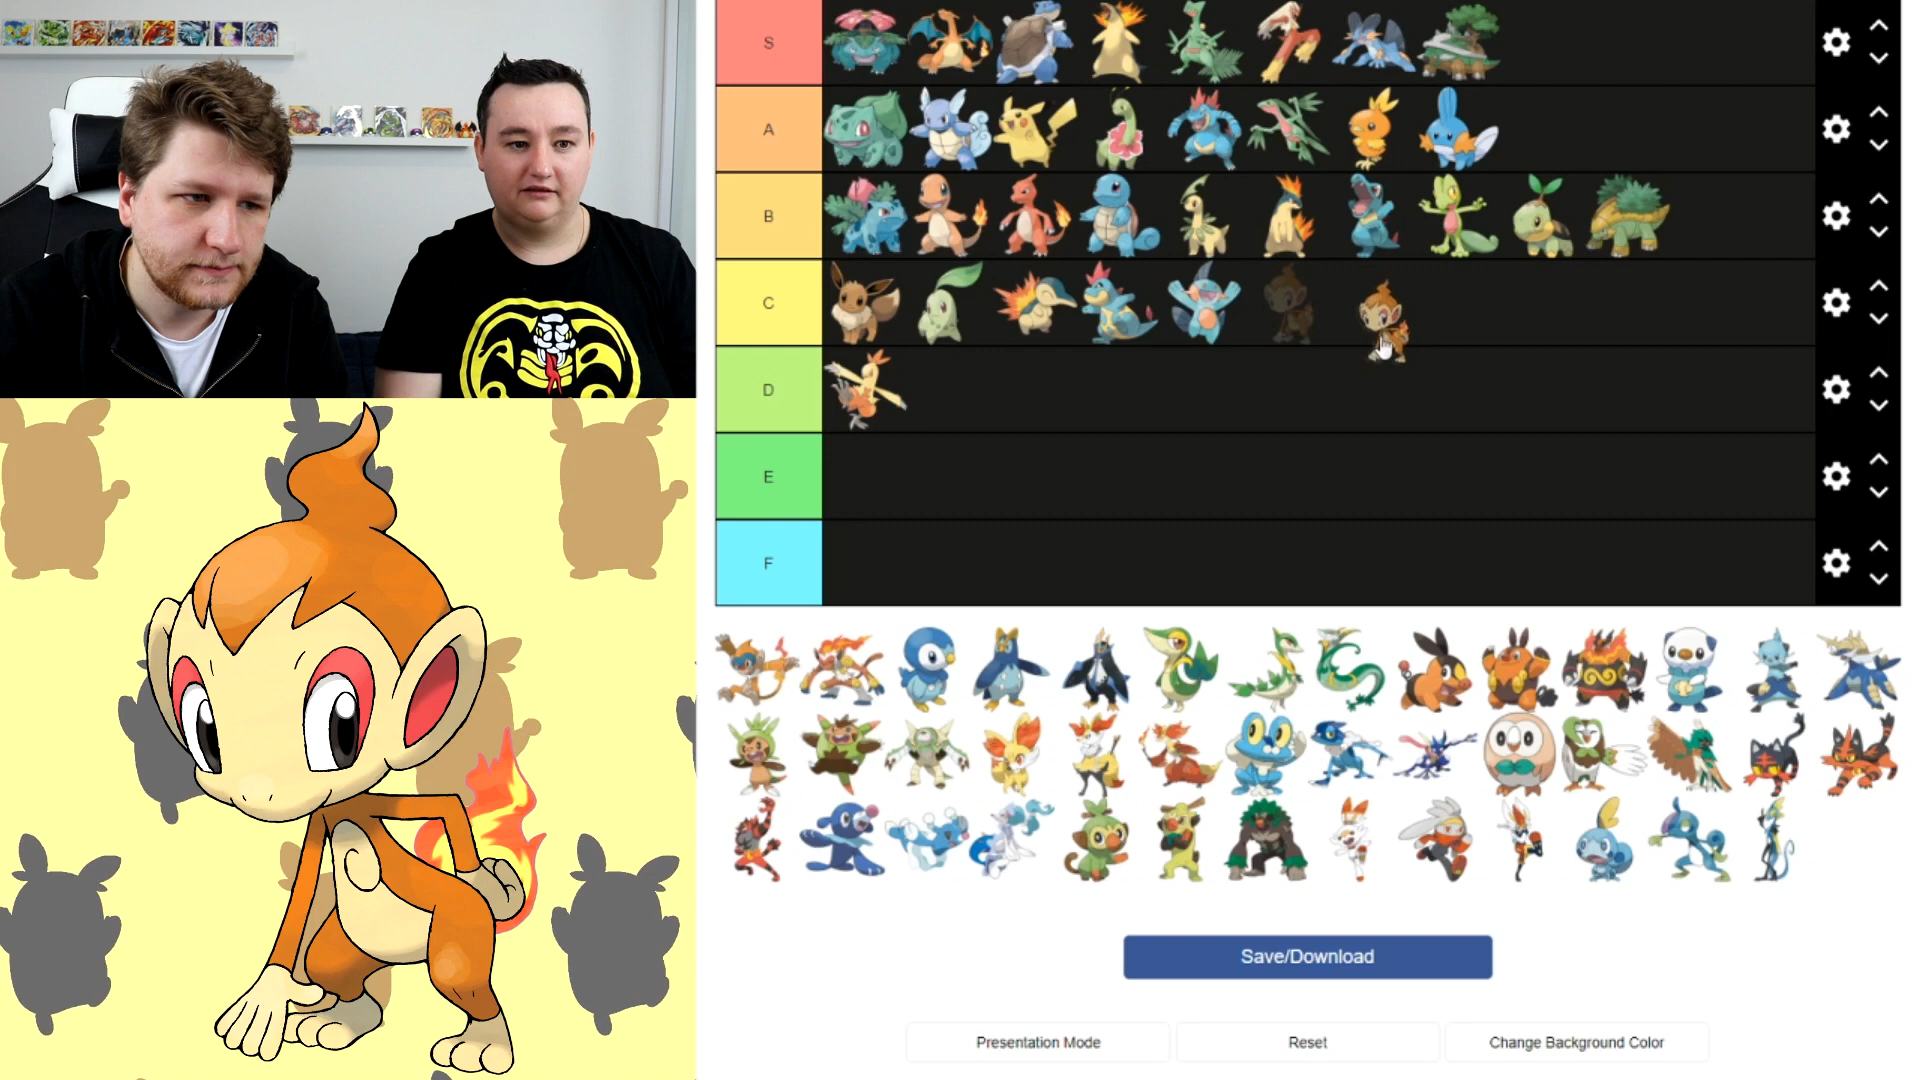 S
A
B
C
D
E
F
Save/Download
Presentation Mode
Reset
Change Background Color